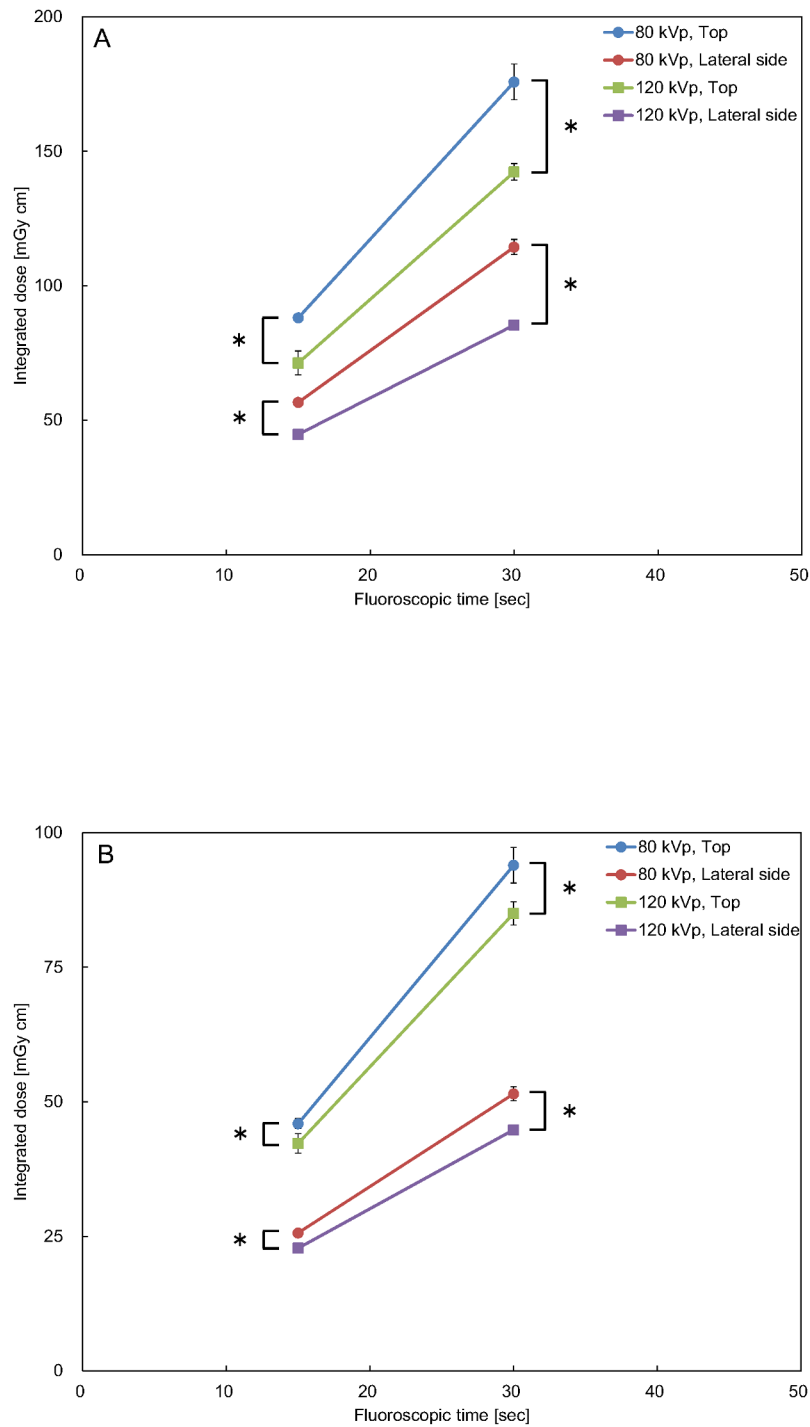 A
80 kVp, Top
80 kVp, Lateral side
120 kVp, Top
120 kVp, Lateral side
200
150
100
50
0
Integrated dose [mGy cm]
*
*
*
*
0 10 20 30 40 50
Fluoroscopic time [sec]
B
80 kVp, Top
80 kVp, Lateral side
120 kVp, Top
120 kVp, Lateral side
100
75
50
25
0
Integrated dose [mGy cm]
*
*
*
*
0 10 20 30 40 50
Fluoroscopic time [sec]